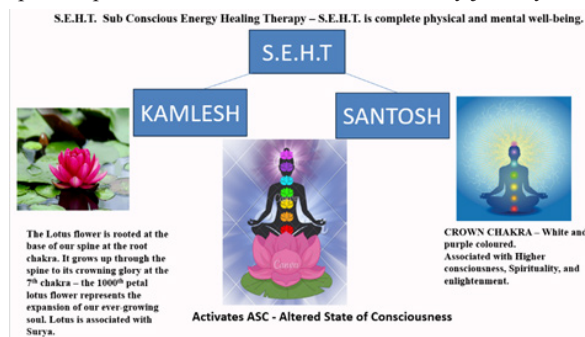 S.E.H.T. Sub Conscious Energy Healing Therapy – S.E.H.T. is complete physical and mental well-being.
S.E.H.T
KAMLESH
SANTOSH
The Lotus flower is rooted at the
base of our spine at the root
chakra. It grows up through the
spine to its crowning glory at the
7th chakra – the 1000th petal
lotus flower represents the
expansion of our ever-growing
soul. Lotus is associated with
Surya.
CROWN CHAKRA – White and
purple coloured.
Associated with Higher
consciousness, Spirituality, and
enlightenment.
Activates ASC - Altered State of Consciousness